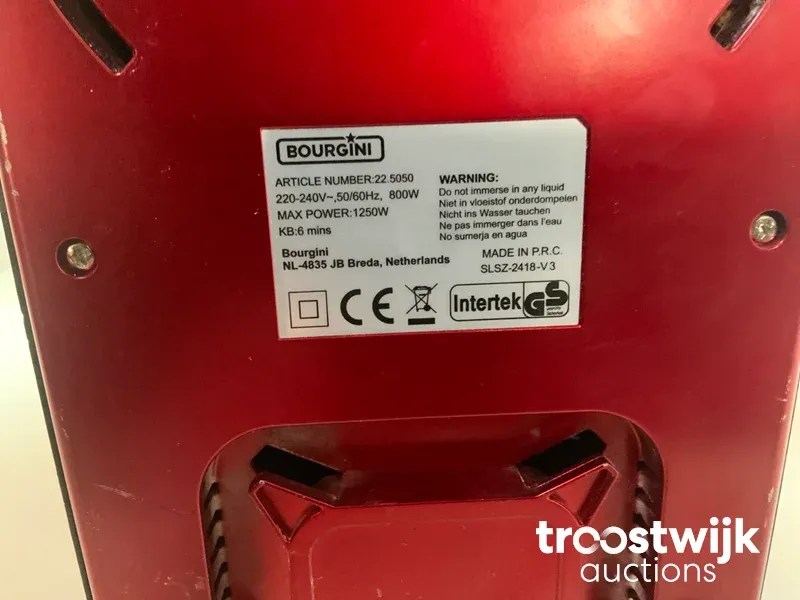 BOURGINI
ARTICLE NUMBER:22.5050
220-240V~,50/60Hz, 800W
MAX POWER:1250W
KB:6 mins
Bourgini
NL-4835 JB Breda, Netherlands
WARNING:
Do not immerse in any liquid
Niet in vloeistof onderdompelen
Nicht ins Wasser tauchen
Ne pas immerger dans l'eau
No sumerja en agua
MADE IN P.R.C.
SLSZ-2418-V3
CE
Intertek GS
troostwijk
auctions